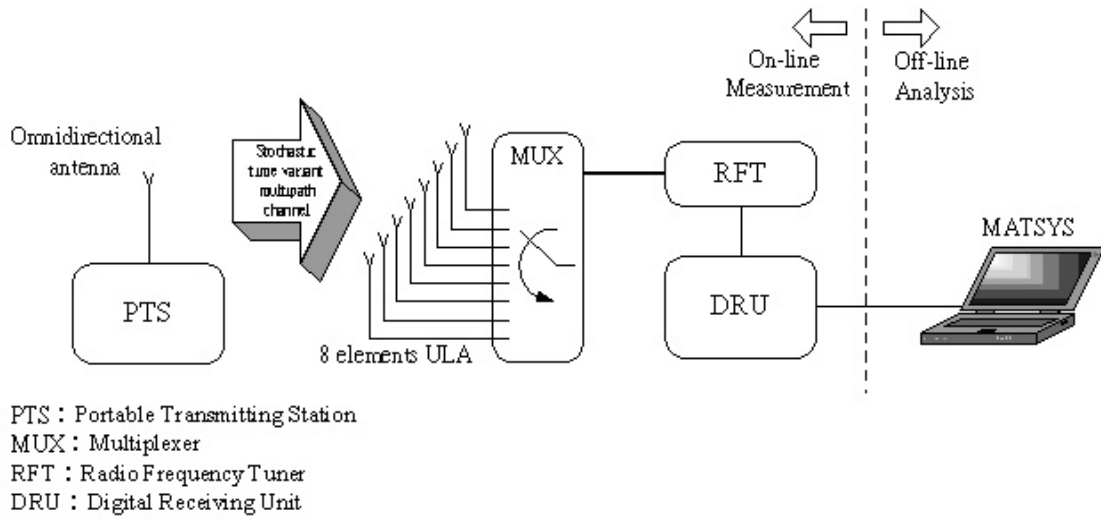 On-line
Measurement
Off-line
Analysis
Omnidirectional
antenna
Stochastic
time variant
multipath
channel
MUX
RFT
MATSYS
PTS
DRU
8 elements ULA
PTS : Portable Transmitting Station
MUX : Multiplexer
RFT : Radio Frequency Tuner
DRU : Digital Receiving Unit